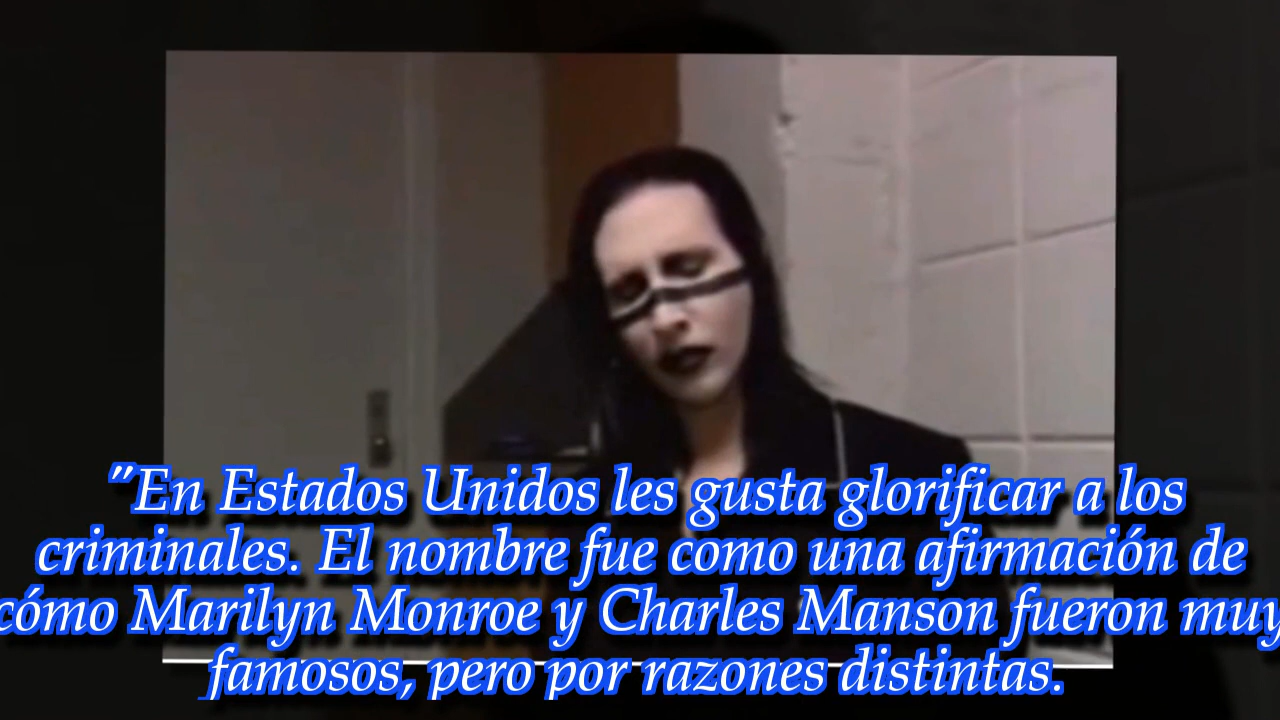 "En Estados Unidos les gusta glorificar a los
criminales. El nombre fue como una afirmación de
cómo Marilyn Monroe y Charles Manson fueron muy
famosos, pero por razones distintas.